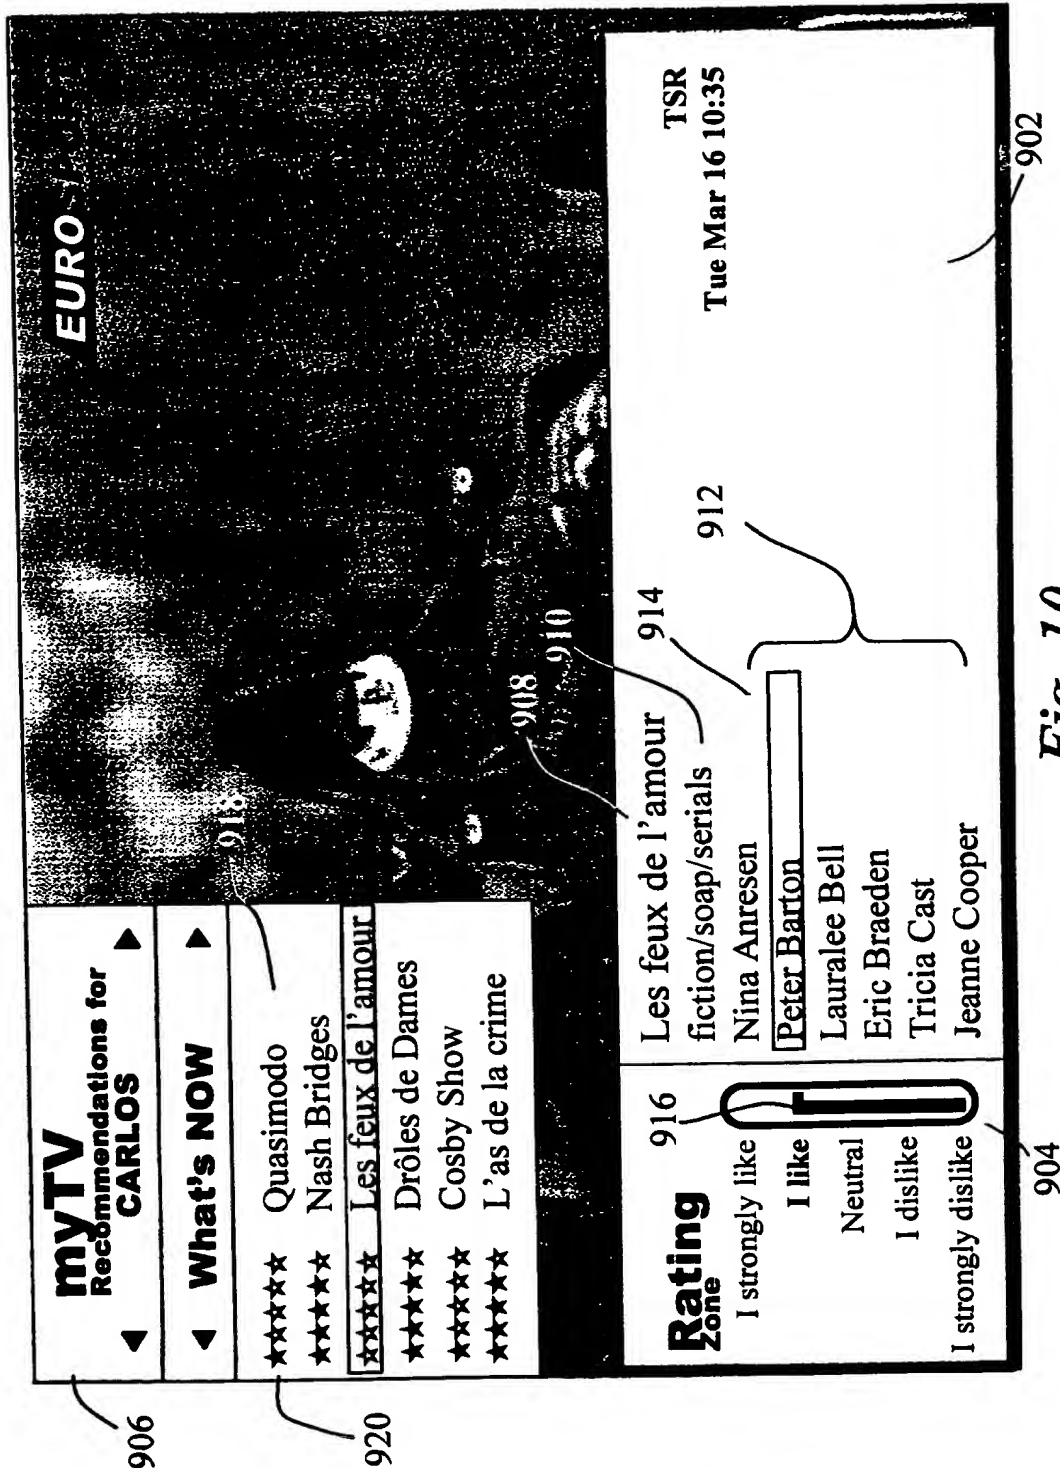 myTV
Recommendations for
CARLOS
What's NOW
★★★★★ Quasimodo
★★★★★ Nash Bridges
★★★★★ Les feux de l'amour
★★★★★ Drôles de Dames
★★★★★ Cosby Show
★★★★★ L'as de la crime
EURO
906
920
918
908
910
Rating
Zone
I strongly like
I like
Neutral
I dislike
I strongly dislike
916
904
Les feux de l'amour
fiction/soap/serials
Nina Anresen
Peter Barton
Lauralee Bell
Eric Braeden
Tricia Cast
Jeanne Cooper
914
912
TSR
Tue Mar 16 10:35
902
Fig. 10